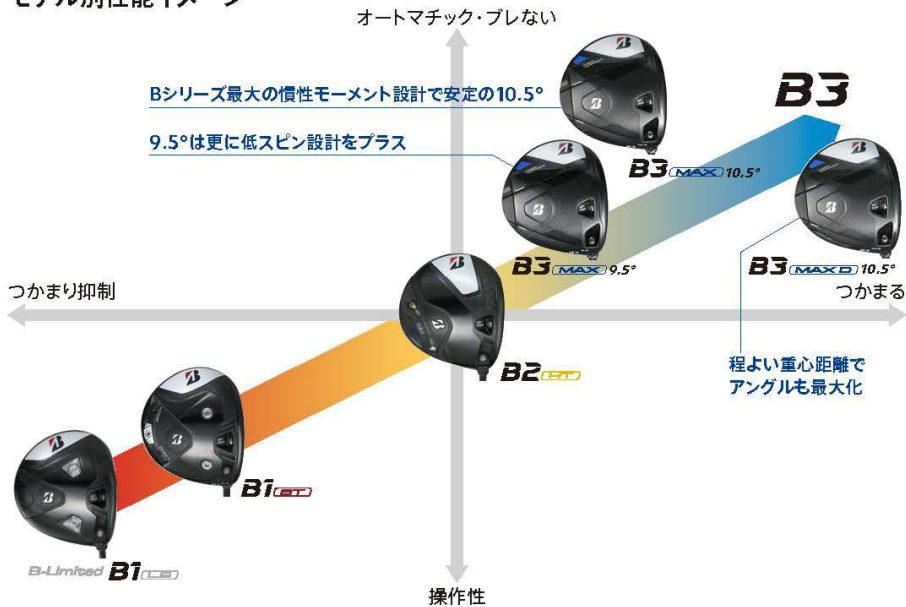 モデル別性能イメージ
オートマチック・ブレない
Bシリーズ最大の慣性モーメント設計で安定の10.5°
9.5°は更に低スピン設計をプラス
B3
B3 MAX 10.5°
B3 MAX 9.5°
B3 MAX D 10.5°
つかまり抑制
つかまる
程よい重心距離で
アングルも最大化
B2 HT
B1 ST
B-Limited B1 LS
操作性